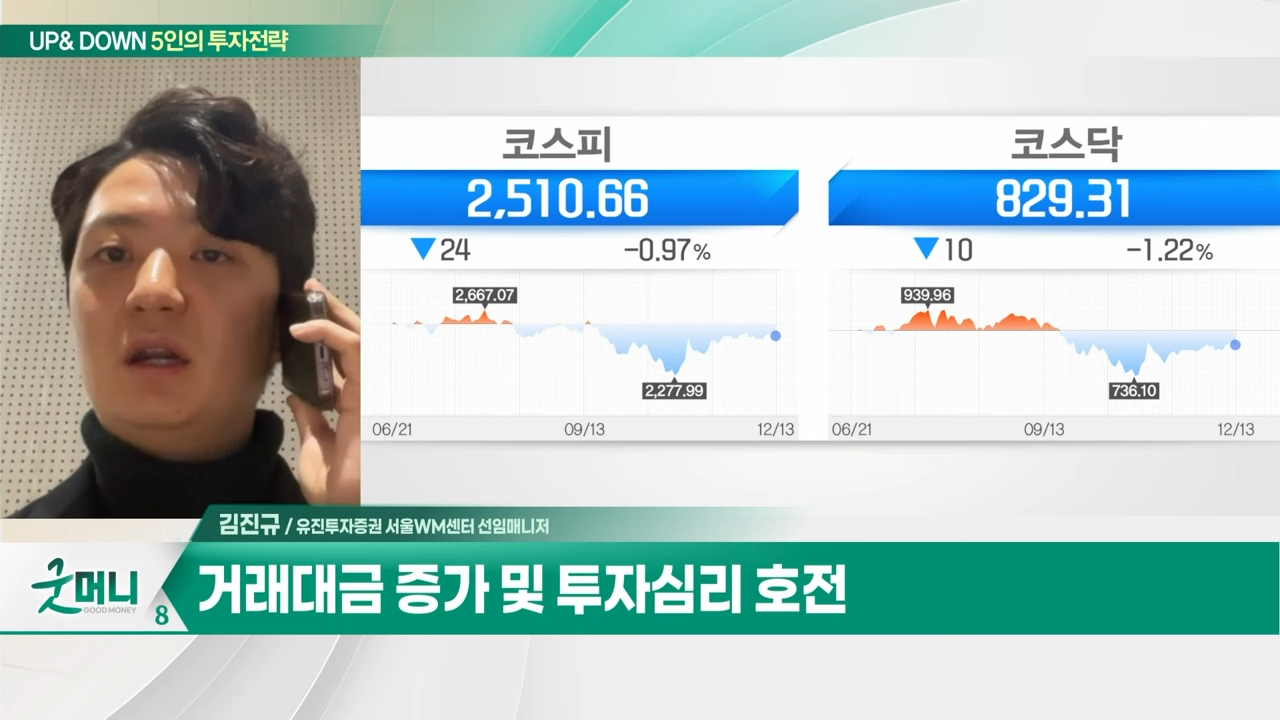 UP& DOWN 5인의 투자전략
코스피
2,510.66
▼24 -0.97%
2,667.07
2,277.99
06/21 09/13 12/13
코스닥
829.31
▼10 -1.22%
939.96
736.10
06/21 09/13 12/13
김진규 / 유진투자증권 서울WM센터 선임매니저
굿머니
GOOD MONEY
8
거래대금 증가 및 투자심리 호전